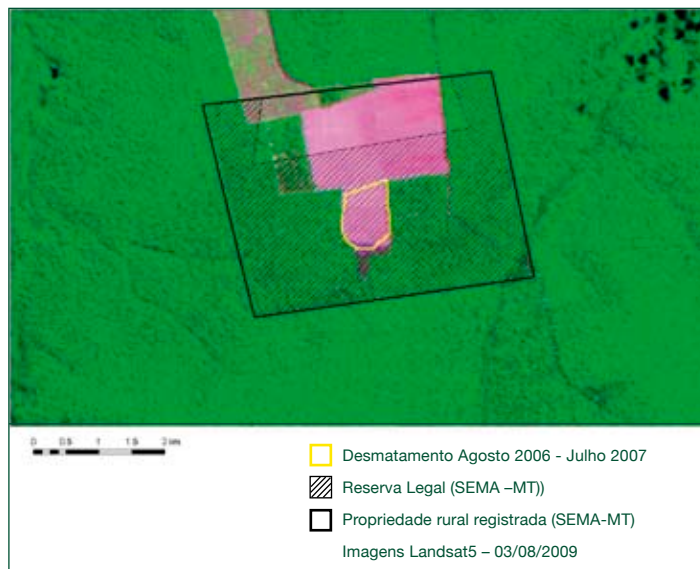 0 0.5 1 1.5 2 km
Desmatamento Agosto 2006 - Julho 2007
Reserva Legal (SEMA –MT))
Propriedade rural registrada (SEMA-MT)
Imagens Landsat5 – 03/08/2009